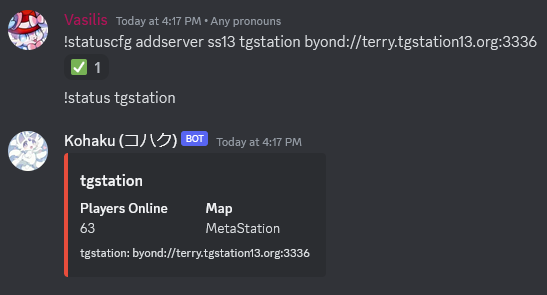 Vasilis Today at 4:17 PM • Any pronouns
!statuscfg addserver ss13 tgstation byond://terry.tgstation13.org:3336
✅ 1
!status tgstation
Kohaku (コハク) BOT Today at 4:17 PM
tgstation
Players Online Map
63 MetaStation
tgstation: byond://terry.tgstation13.org:3336